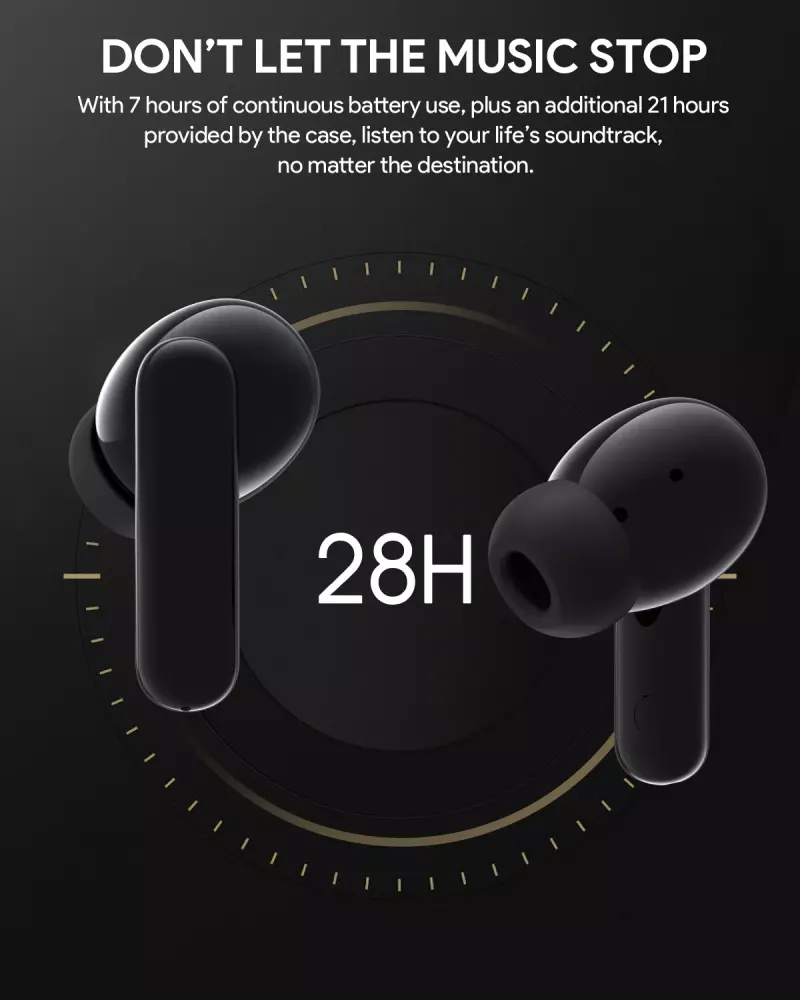 DON’T LET THE MUSIC STOP
With 7 hours of continuous battery use, plus an additional 21 hours
provided by the case, listen to your life’s soundtrack,
no matter the destination.
28H